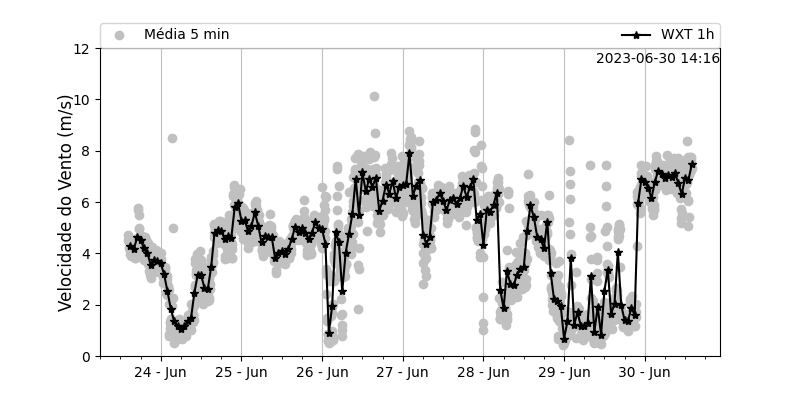 Média 5 min
WXT 1h
2023-06-30 14:16
Velocidade do Vento (m/s)
12
10
8
6
4
2
0
24 - Jun
25 - Jun
26 - Jun
27 - Jun
28 - Jun
29 - Jun
30 - Jun